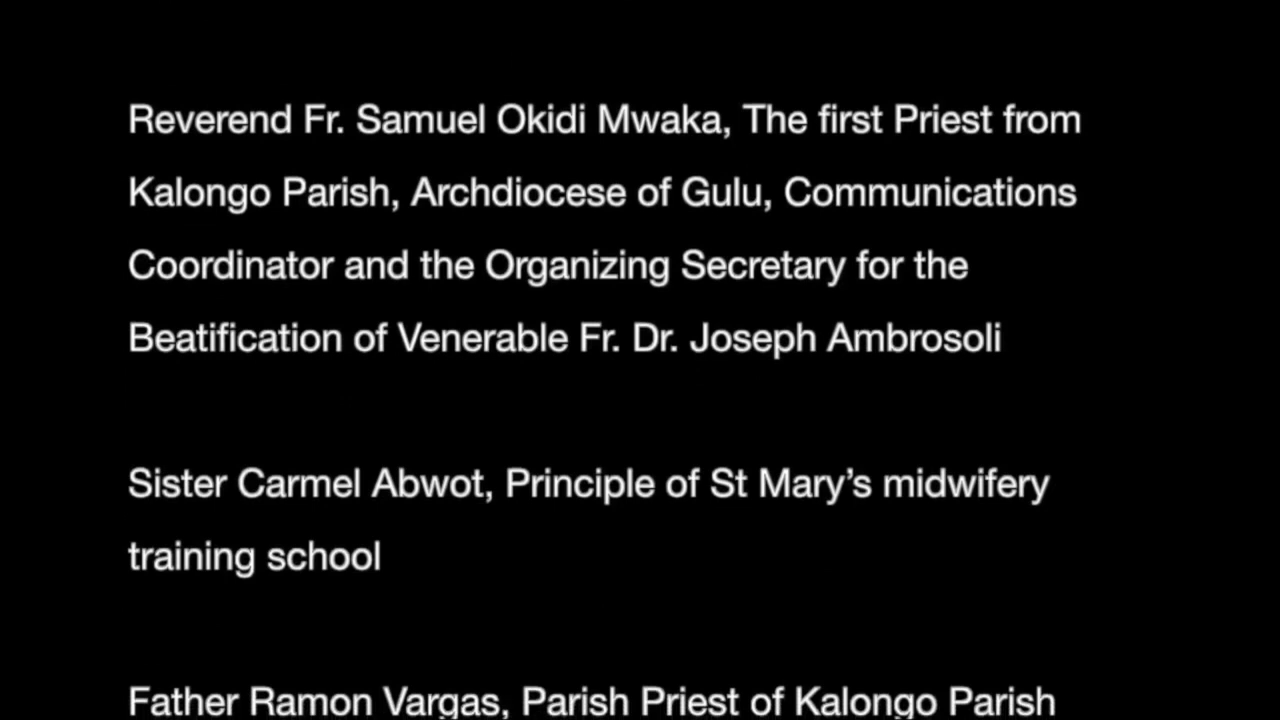 Reverend Fr. Samuel Okidi Mwaka, The first Priest from
Kalongo Parish, Archdiocese of Gulu, Communications
Coordinator and the Organizing Secretary for the
Beatification of Venerable Fr. Dr. Joseph Ambrosoli
Sister Carmel Abwot, Principle of St Mary’s midwifery
training school
Father Ramon Vargas, Parish Priest of Kalongo Parish